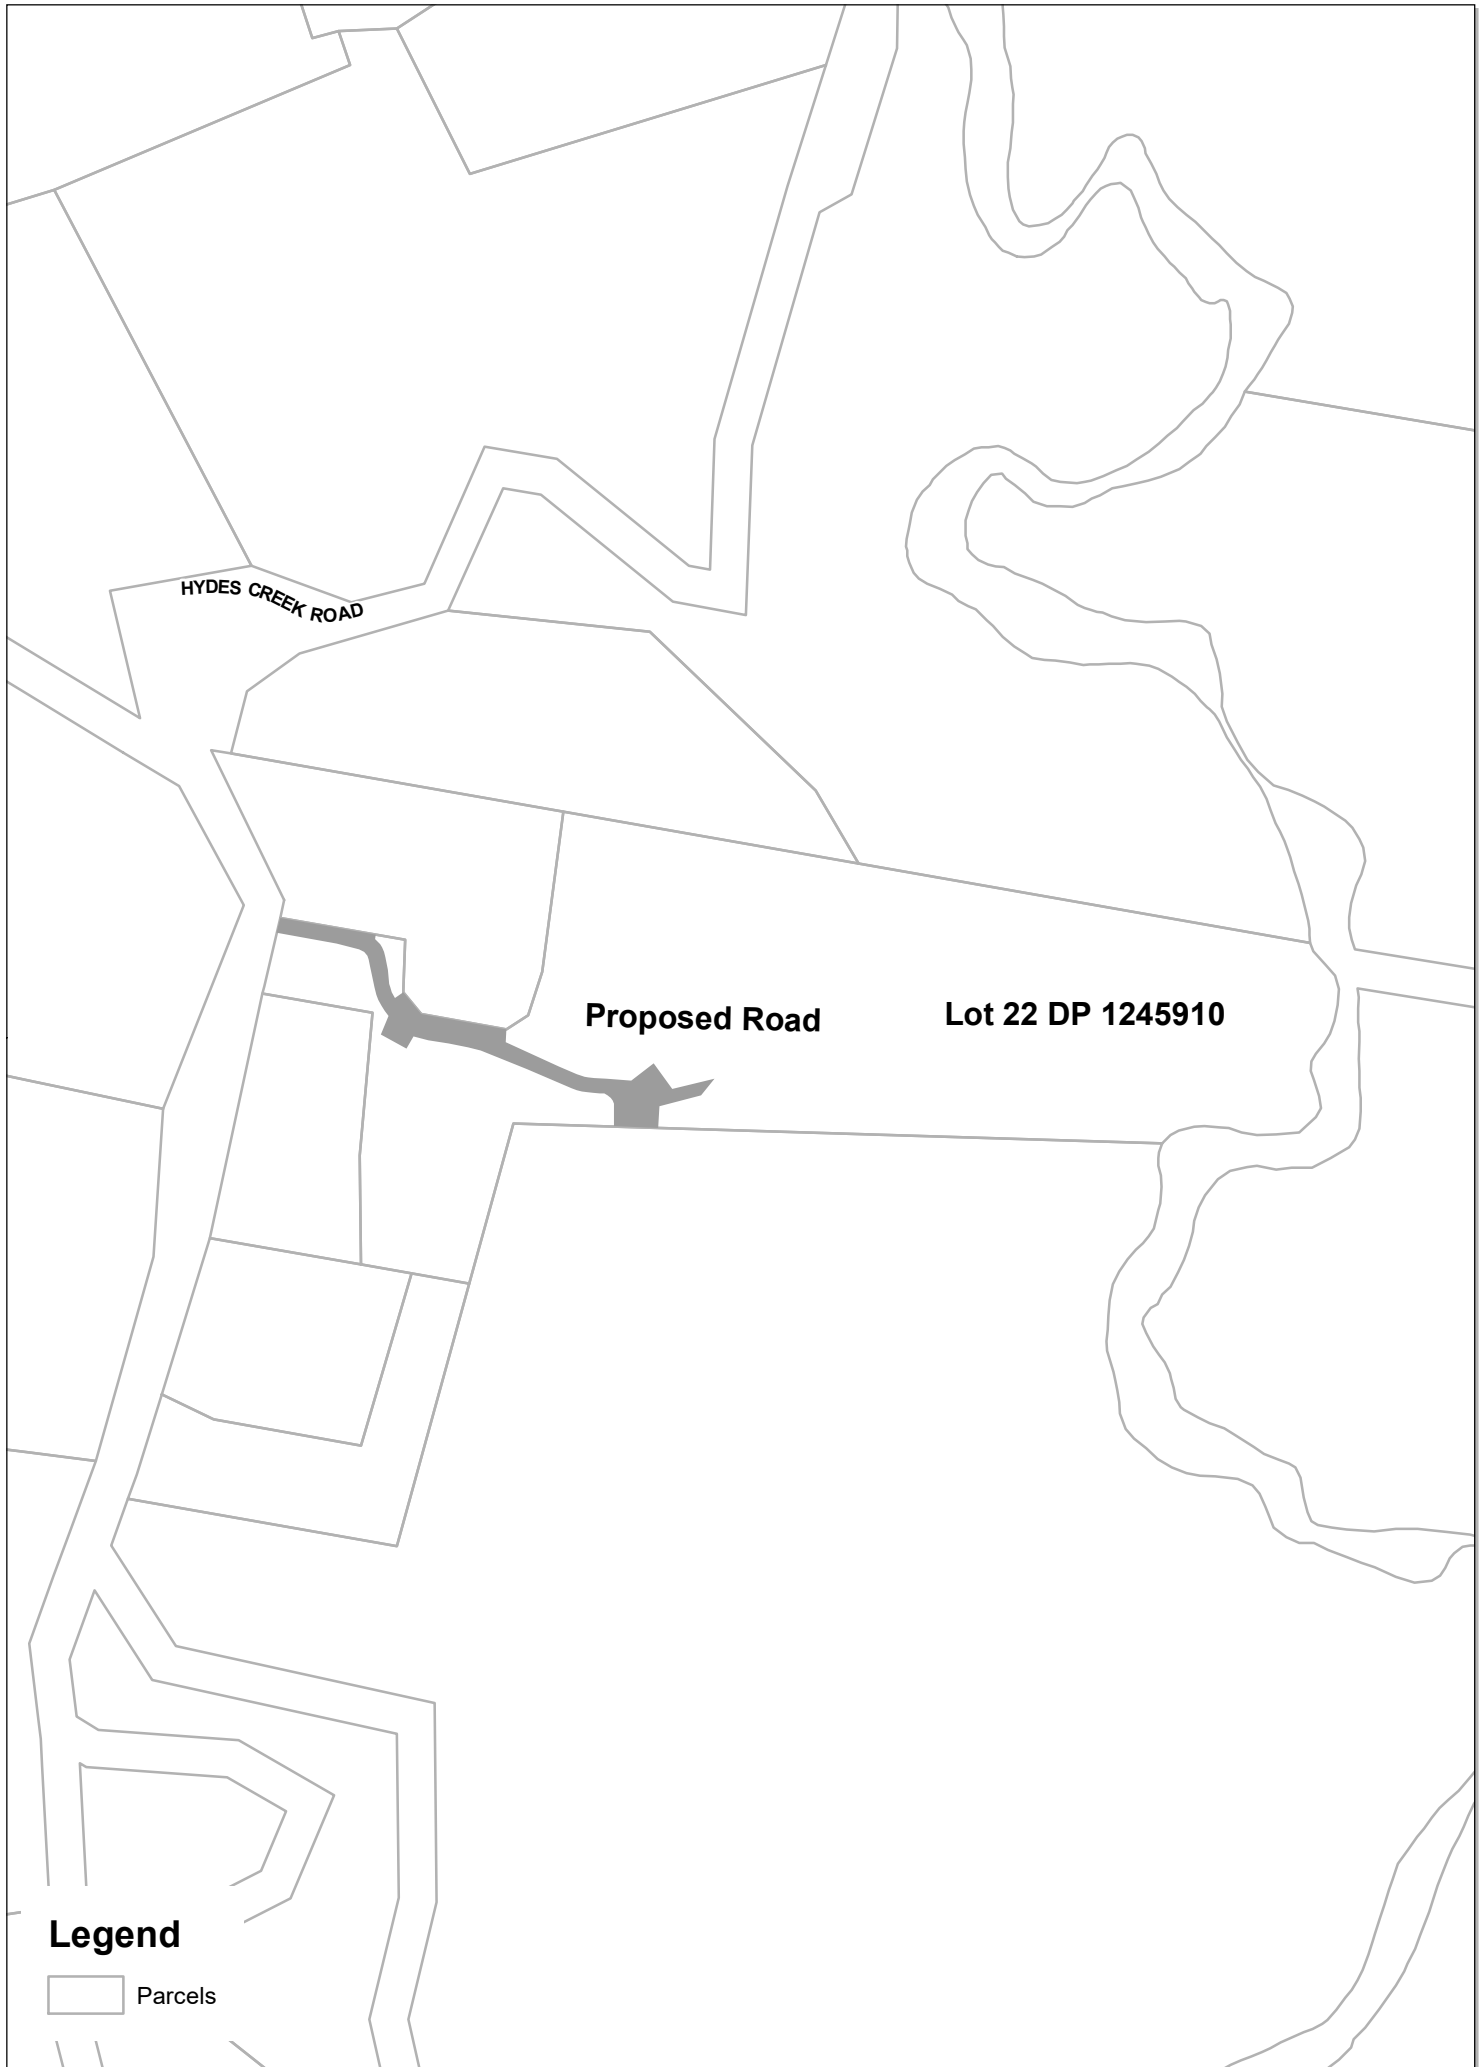 HYDES CREEK ROAD
Proposed Road
Lot 22 DP 1245910
Legend
Parcels